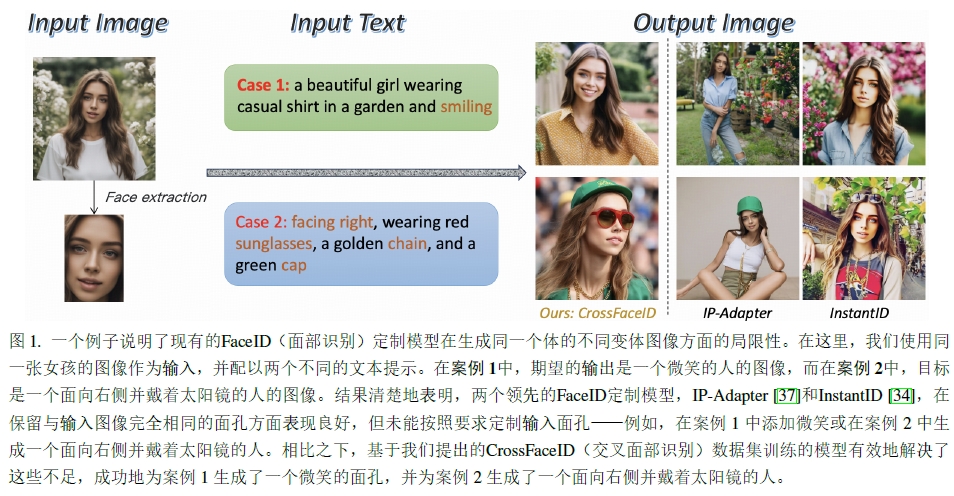 Input Image
Input Text
Output Image
Case 1: a beautiful girl wearing
casual shirt in a garden and smiling
Face extraction
Case 2: facing right, wearing red
sunglasses, a golden chain, and a
green cap
Ours: CrossFaceID
IP-Adapter
InstantID
图 1. 一个例子说明了现有的FaceID（面部识别）定制模型在生成同一个体的不同变体图像方面的局限性。在这里，我们使用同
一张女孩的图像作为输入，并配以两个不同的文本提示。在案例 1中，期望的输出是一个微笑的人的图像，而在案例 2中，目标
是一个面向右侧并戴着太阳镜的人的图像。结果清楚地表明，两个领先的FaceID定制模型，IP-Adapter [37]和InstantID [34]，在
保留与输入图像完全相同的面孔方面表现良好，但未能按照要求定制输入面孔——例如，在案例 1 中添加微笑或在案例 2 中生
成一个面向右侧并戴着太阳镜的人。相比之下，基于我们提出的CrossFaceID（交叉面部识别）数据集训练的模型有效地解决了
这些不足，成功地为案例 1 生成了一个微笑的面孔，并为案例 2 生成了一个面向右侧并戴着太阳镜的人。